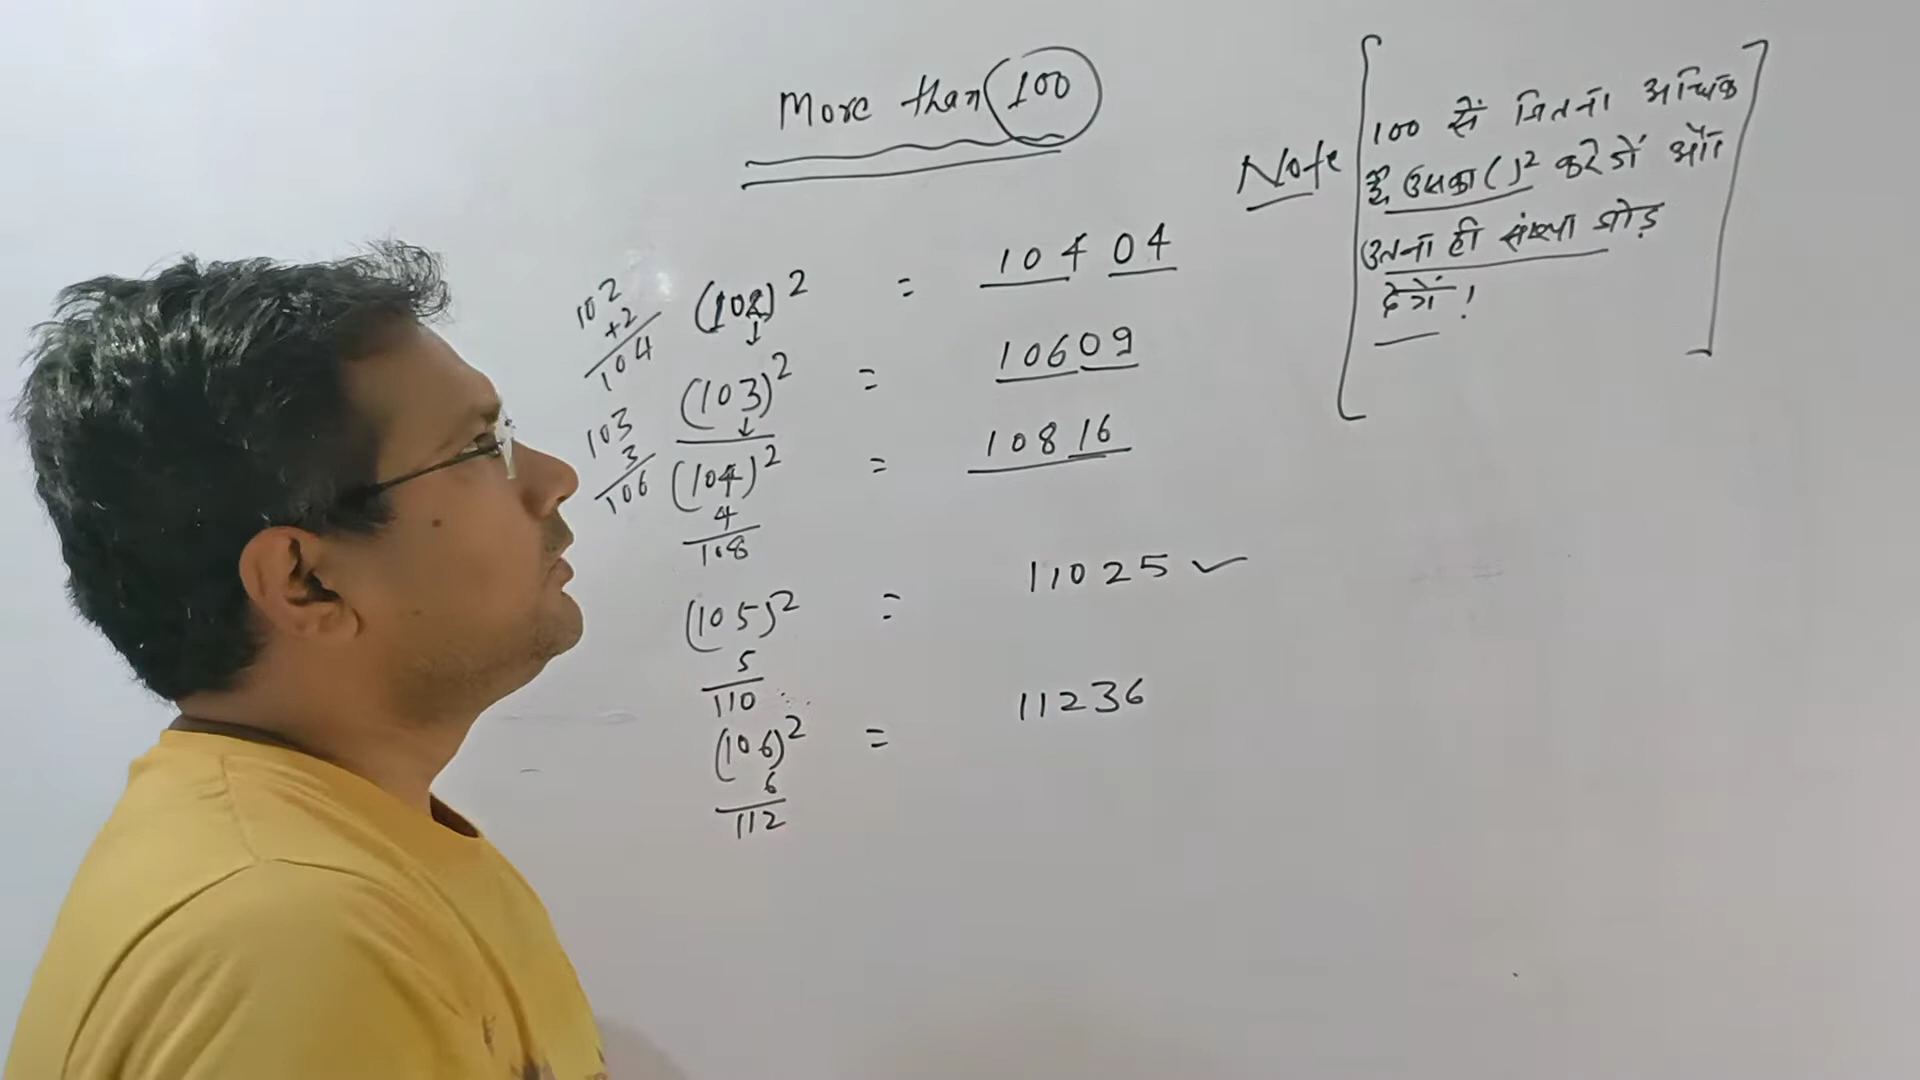 More than 100
Note
100 से जितना अधिक
है उसका ( )² करेगें और
उतना ही संख्या जोड़
देगें !
102
+2
104
(102)² = 10404
103
3
106
(103)² = 10609
(104)² = 10816
4
108
(105)² = 11025 ✓
5
110
(106)² = 11236
6
112